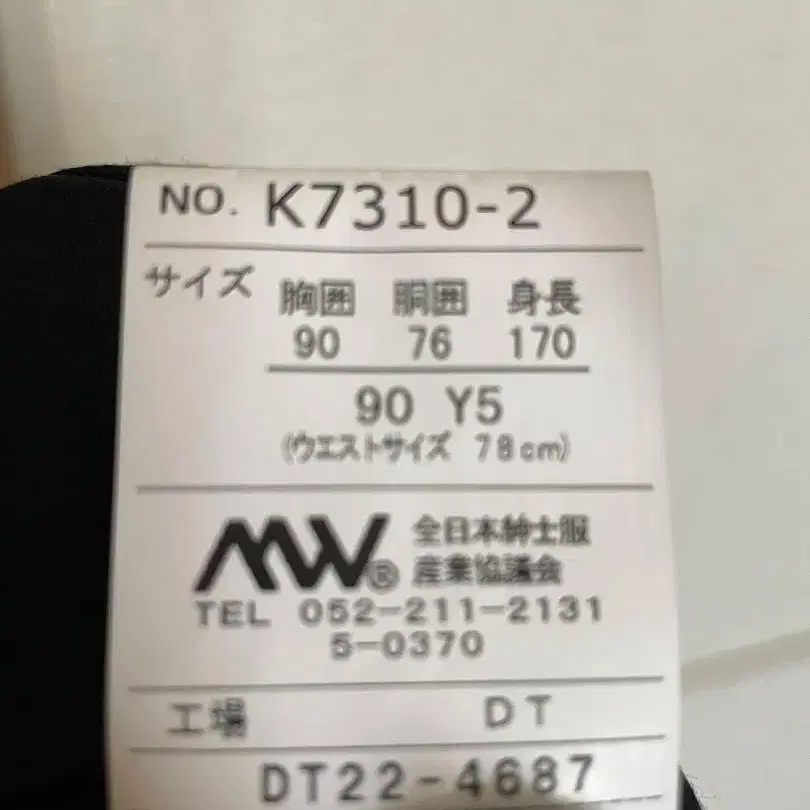 NO. K7310-2
サイズ 胸囲 胴囲 身長
90 76 170
90 Y5
(ウエストサイズ 78cm)
MW® 全日本紳士服
産業協議会
TEL 052-211-2131
5-0370
工場 DT
DT22-4687